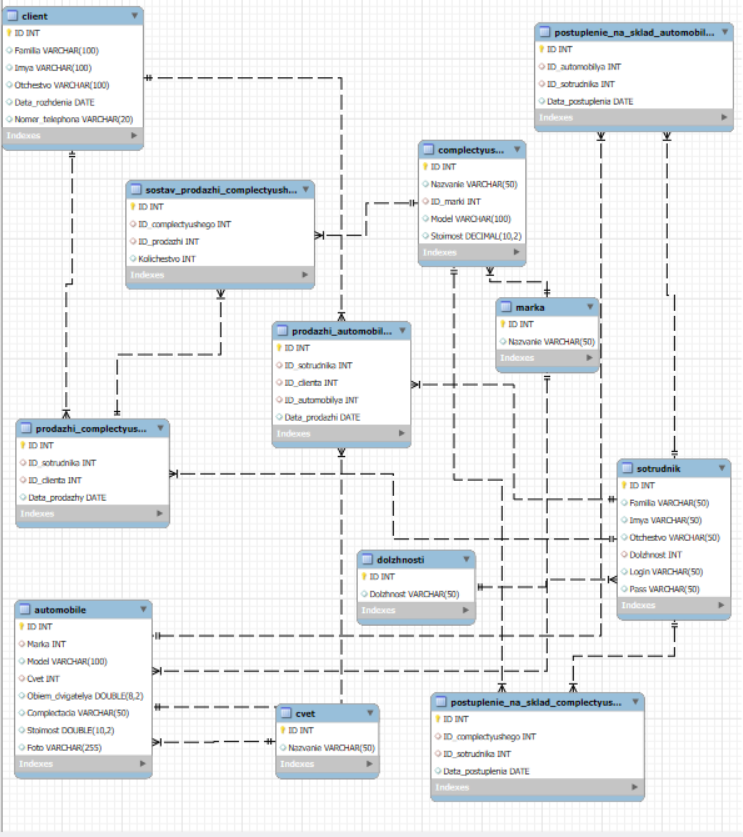 client
ID INT
Familia VARCHAR(100)
Imya VARCHAR(100)
Otchestvo VARCHAR(100)
Data_rozhdenia DATE
Nomer_telephona VARCHAR(20)
Indexes
postuplenie_na_sklad_automobil...
ID INT
ID_automobilya INT
ID_sotrudnika INT
Data_postuplenia DATE
Indexes
complectyus...
ID INT
Nazvanie VARCHAR(50)
ID_marki INT
Model VARCHAR(100)
Stoimost DECIMAL(10,2)
Indexes
sostav_prodazhi_complectyush...
ID INT
ID_complectyushego INT
ID_prodazhi INT
Kolichestvo INT
Indexes
marka
ID INT
Nazvanie VARCHAR(50)
Indexes
prodazhi_automobil...
ID INT
ID_sotrudnika INT
ID_clienta INT
ID_automobilya INT
Data_prodazhi DATE
Indexes
prodazhi_complectyus...
ID INT
ID_sotrudnika INT
ID_clienta INT
Data_prodazhy DATE
Indexes
sotrudnik
ID INT
Familia VARCHAR(50)
Imya VARCHAR(50)
Otchestvo VARCHAR(50)
Dolzhnost INT
Login VARCHAR(50)
Pass VARCHAR(50)
Indexes
dolzhnosti
ID INT
Dolzhnost VARCHAR(50)
Indexes
automobile
ID INT
Marka INT
Model VARCHAR(100)
Cvet INT
Obiem_dvigatelya DOUBLE(8,2)
Complectacia VARCHAR(50)
Stoimost DOUBLE(10,2)
Foto VARCHAR(255)
Indexes
cvet
ID INT
Nazvanie VARCHAR(50)
Indexes
postuplenie_na_sklad_complectyus...
ID INT
ID_complectyushego INT
ID_sotrudnika INT
Data_postuplenia DATE
Indexes